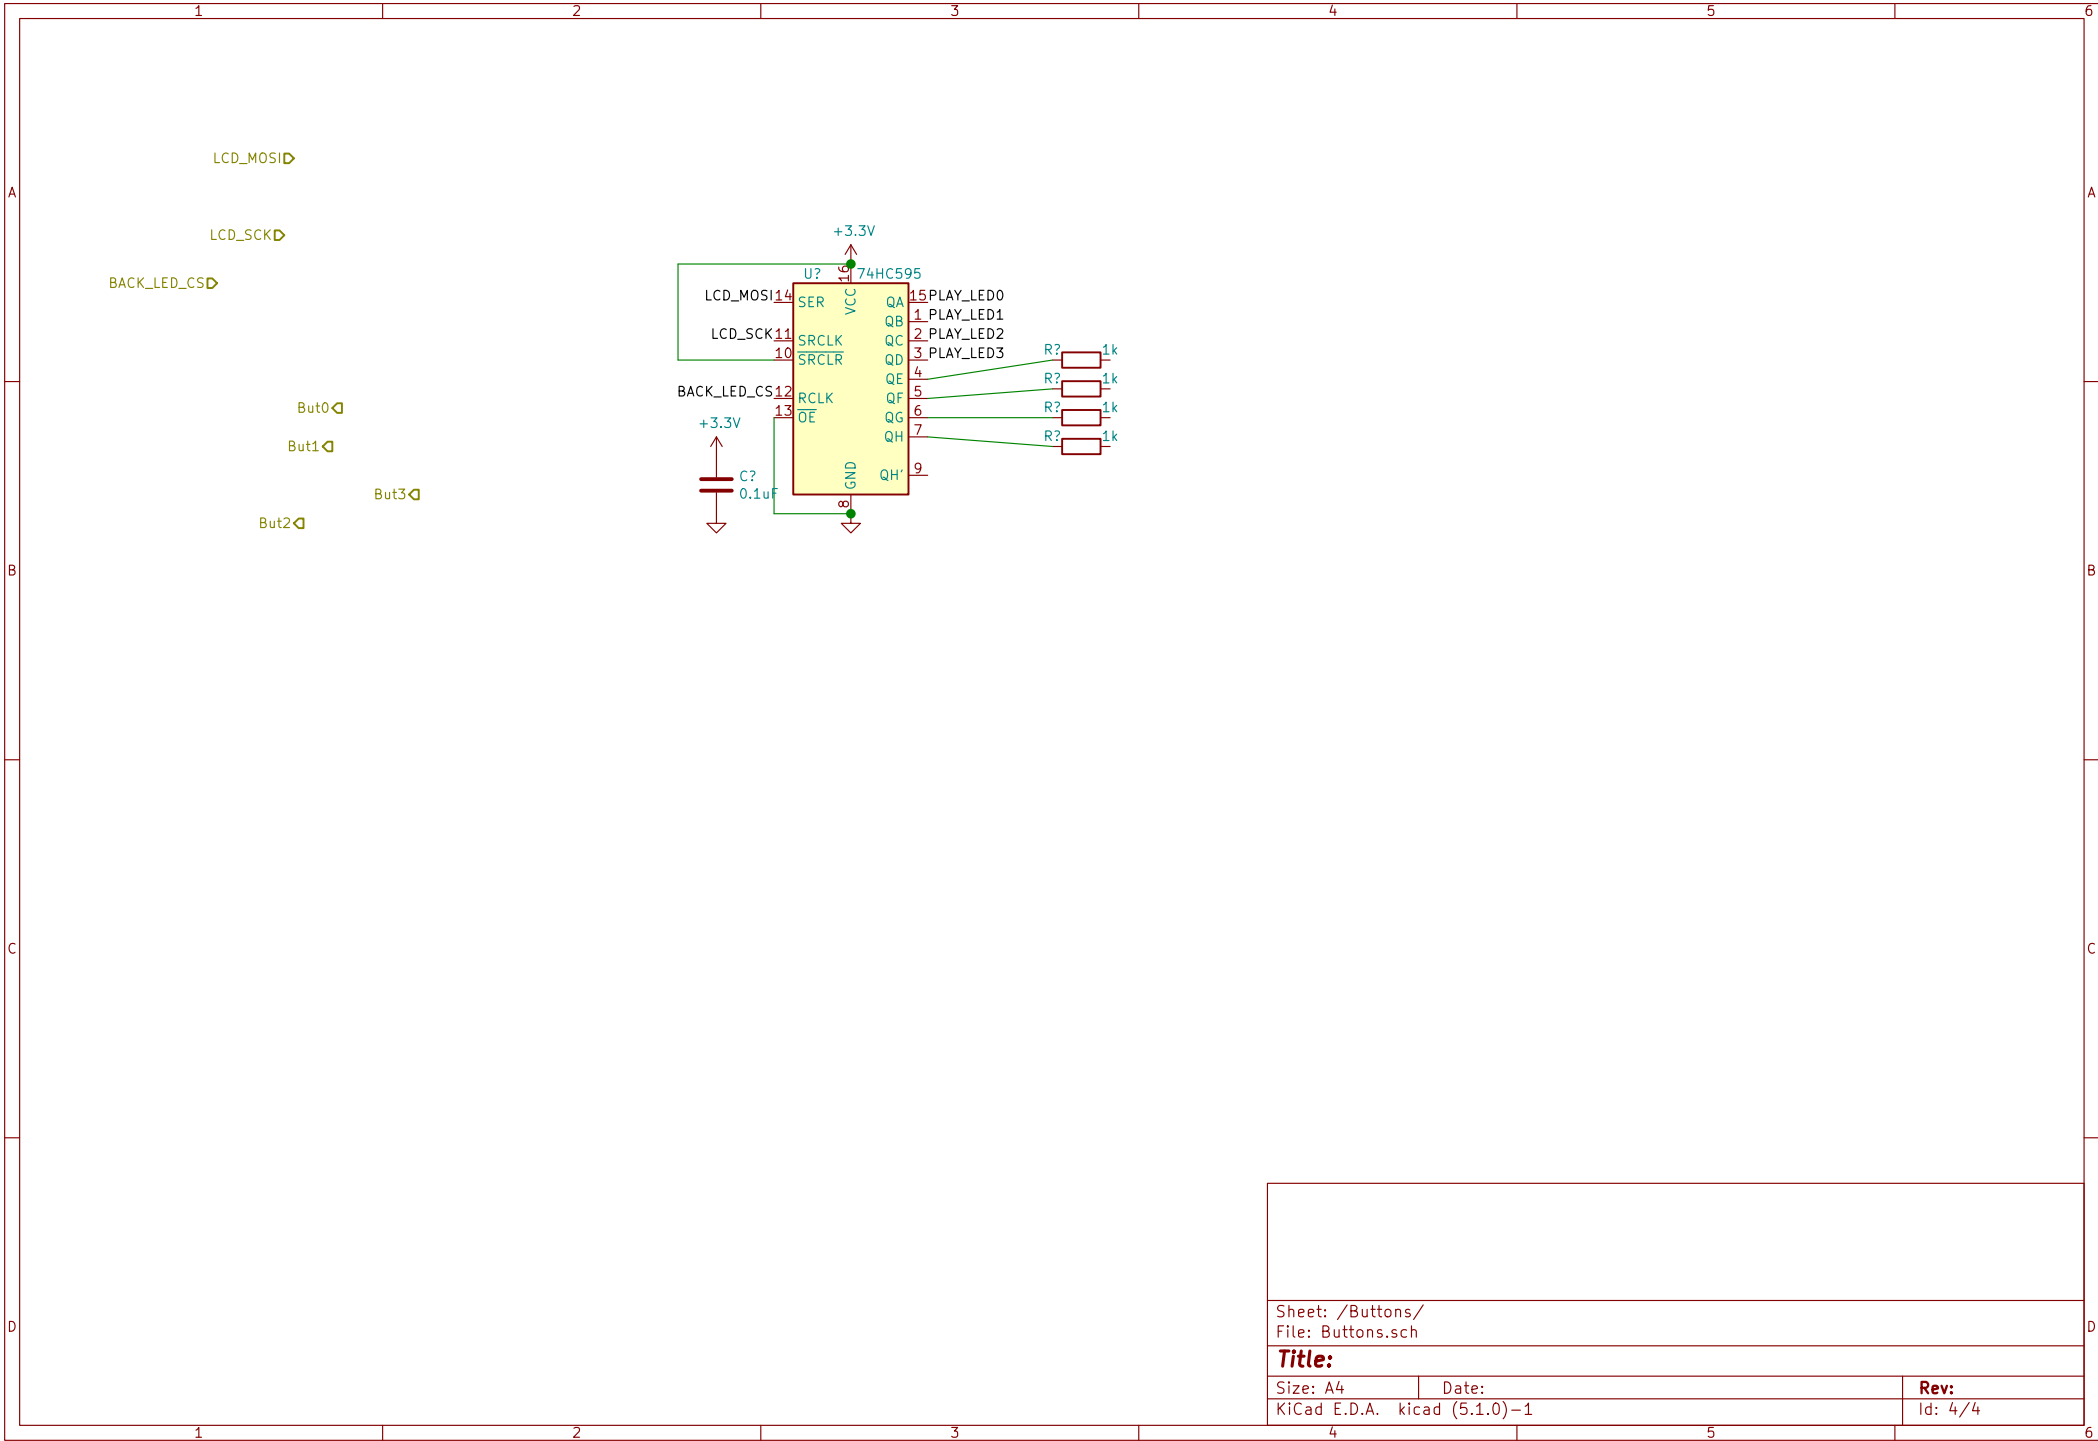 1 2 3 4 5 6
LCD_MOSI
A A
LCD_SCK
BACK_LED_CS
+3.3V
U? 16 74HC595
LCD_MOSI 14 SER VCC QA 15 PLAY_LED0
QB 1 PLAY_LED1
LCD_SCK 11 SRCLK QC 2 PLAY_LED2
10 SRCLR QD 3 PLAY_LED3
R? 1k
QE 4
R? 1k
BACK_LED_CS 12 RCLK QF 5
R? 1k
13 OE QG 6
R? 1k
QH 7
GND QH' 9
8
+3.3V
C?
0.1uF
But0
But1
But3
But2
B B
C C
D D
Sheet: /Buttons/
File: Buttons.sch
Title:
Size: A4 Date: Rev:
KiCad E.D.A. kicad (5.1.0)-1 Id: 4/4
1 2 3 4 5 6